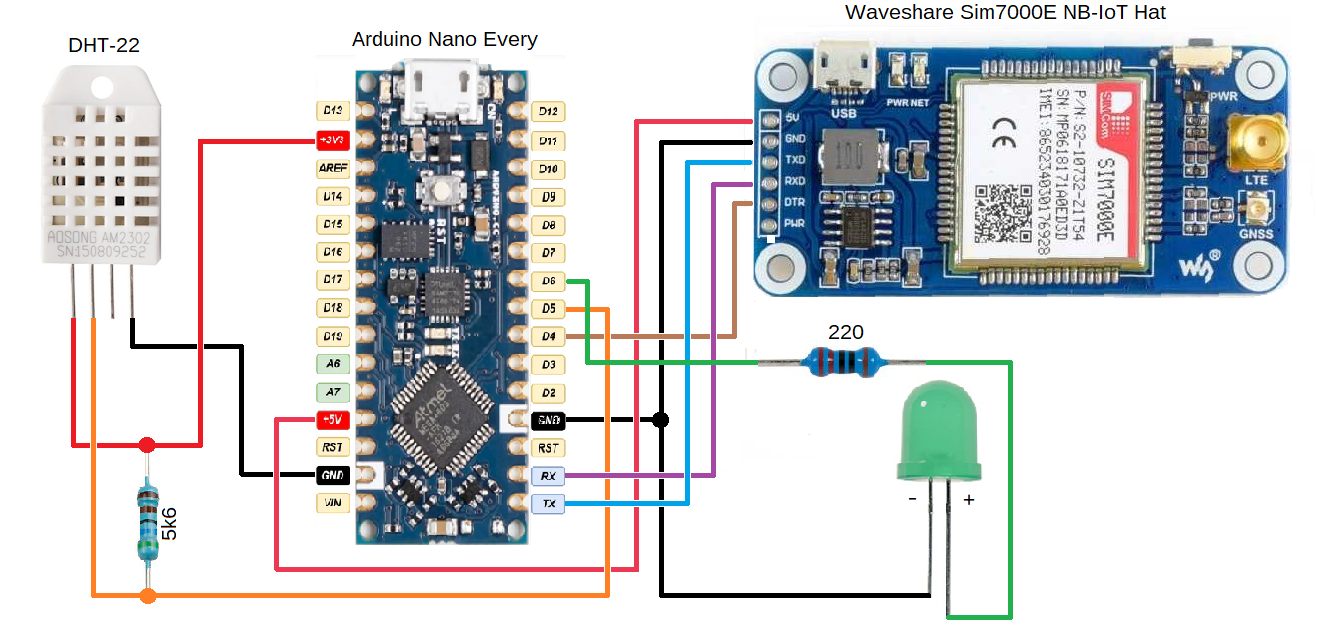 Waveshare Sim7000E NB-IoT Hat
DHT-22
Arduino Nano Every
D13
+3V3
AREF
D14
D15
D16
D17
D18
D19
A6
A7
+5V
RST
GND
VIN
D12
D11
D10
D9
D8
D7
D6
D5
D4
D3
D2
GND
RST
RX
TX
RST
AOSONG AM2302
SN150809252
USB
PWR NET
5V
GND
TXD
RXD
DTR
PWR
SIMCom
SIM7000E
P/N:S2-10732-Z1T54
SN:MP0618171A0ED3D
IMEI:865234030176928
CE
PWR
LTE
GNSS
220
5k6
-
+